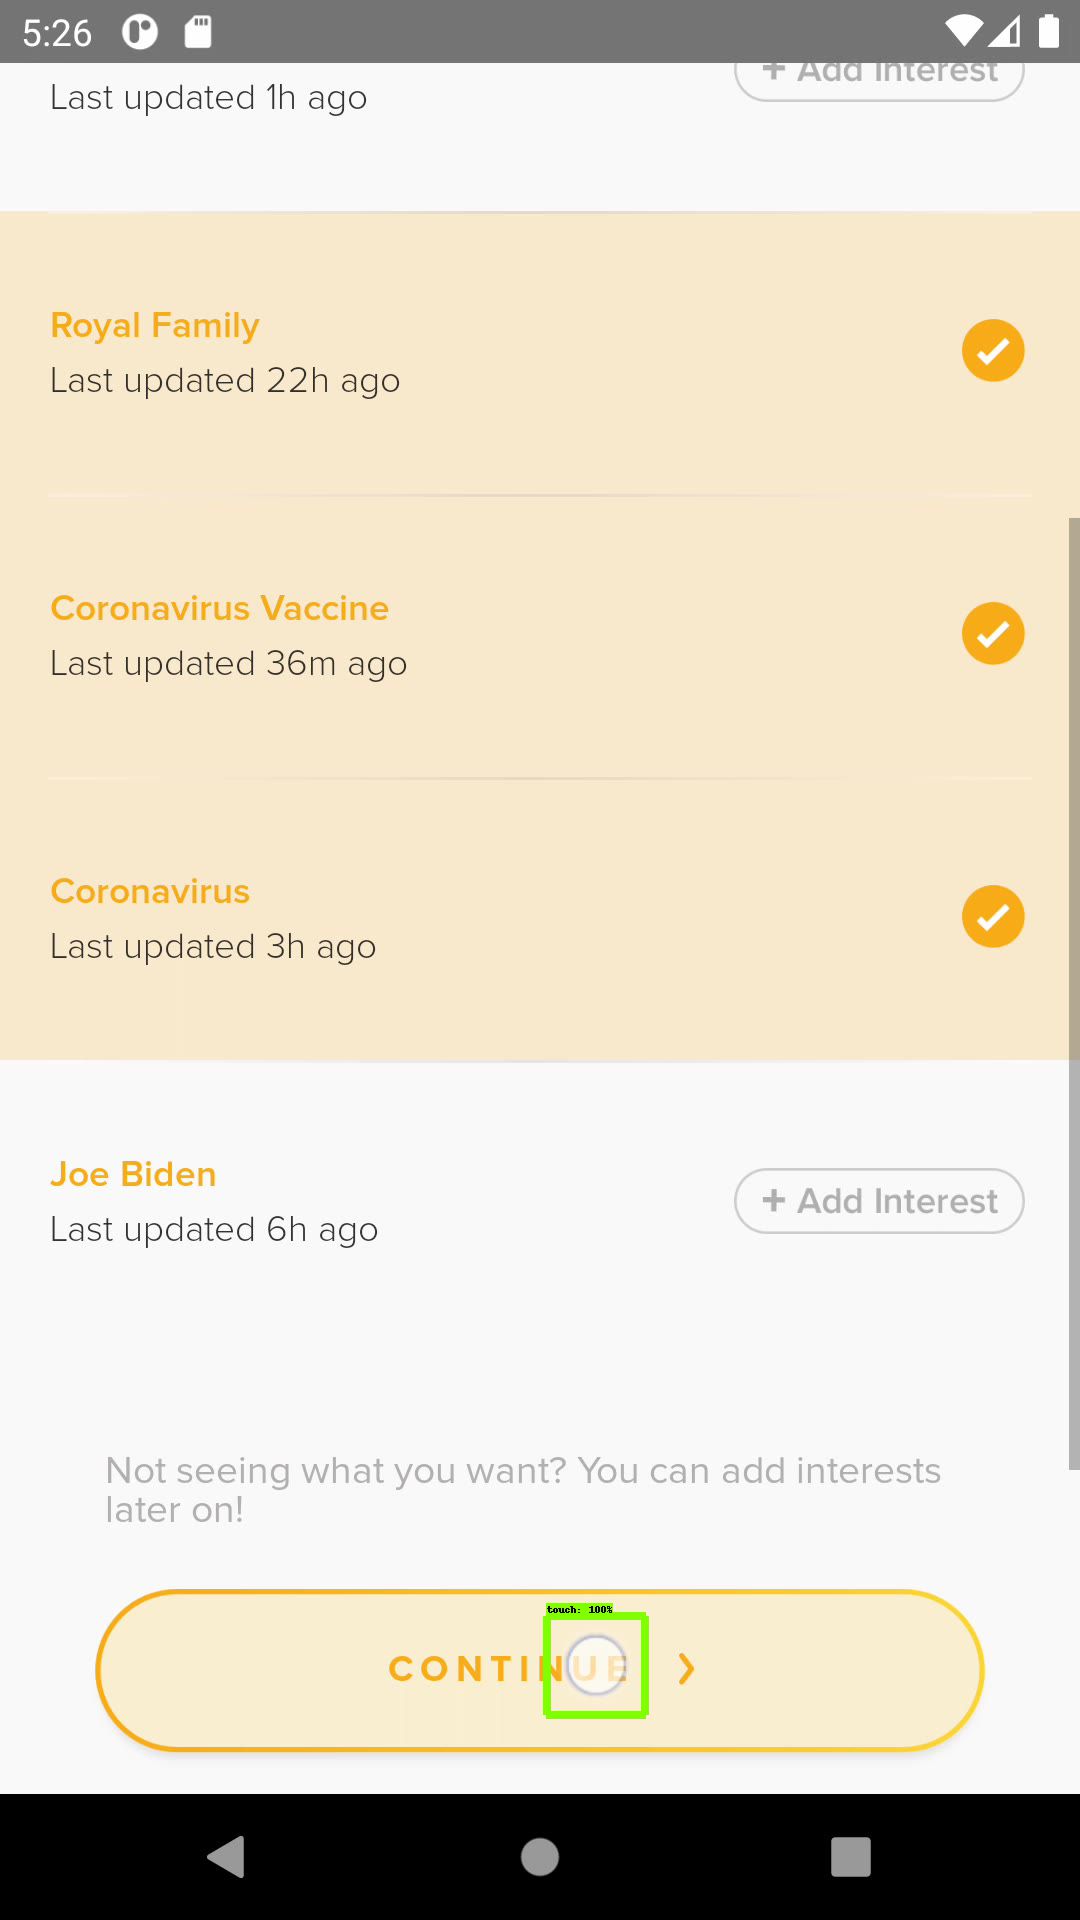 5:26
+ Add Interest
Last updated 1h ago
Royal Family
Last updated 22h ago
Coronavirus Vaccine
Last updated 36m ago
Coronavirus
Last updated 3h ago
Joe Biden
+ Add Interest
Last updated 6h ago
Not seeing what you want? You can add interests
later on!
touch: 100%
CONTINUE